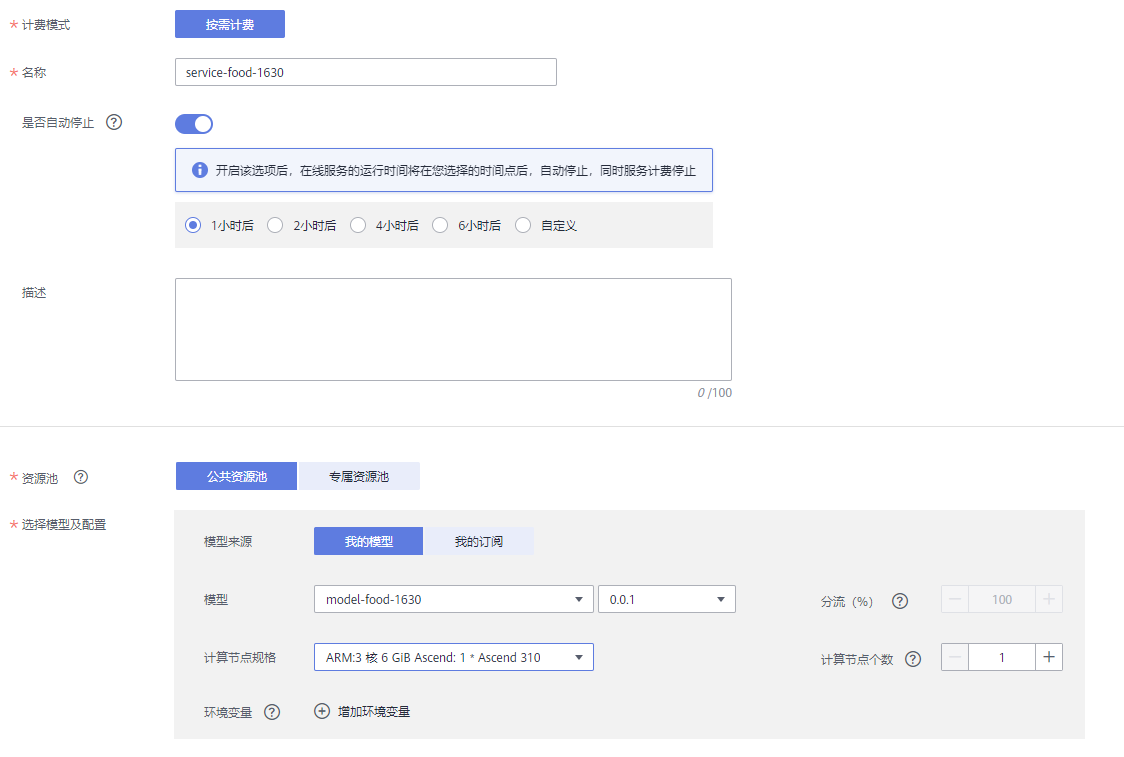 * 计费模式 按需计费
* 名称 service-food-1630
是否自动停止 ?
开启该选项后，在线服务的运行时间将在您选择的时间点后，自动停止，同时服务计费停止
1小时后 2小时后 4小时后 6小时后 自定义
描述
0 /100
* 资源池 ? 公共资源池 专属资源池
* 选择模型及配置
模型来源 我的模型 我的订阅
模型 model-food-1630 0.0.1 分流（%） ? 100
计算节点规格 ARM:3 核 6 GiB Ascend: 1 * Ascend 310 计算节点个数 ? 1
环境变量 ? 增加环境变量